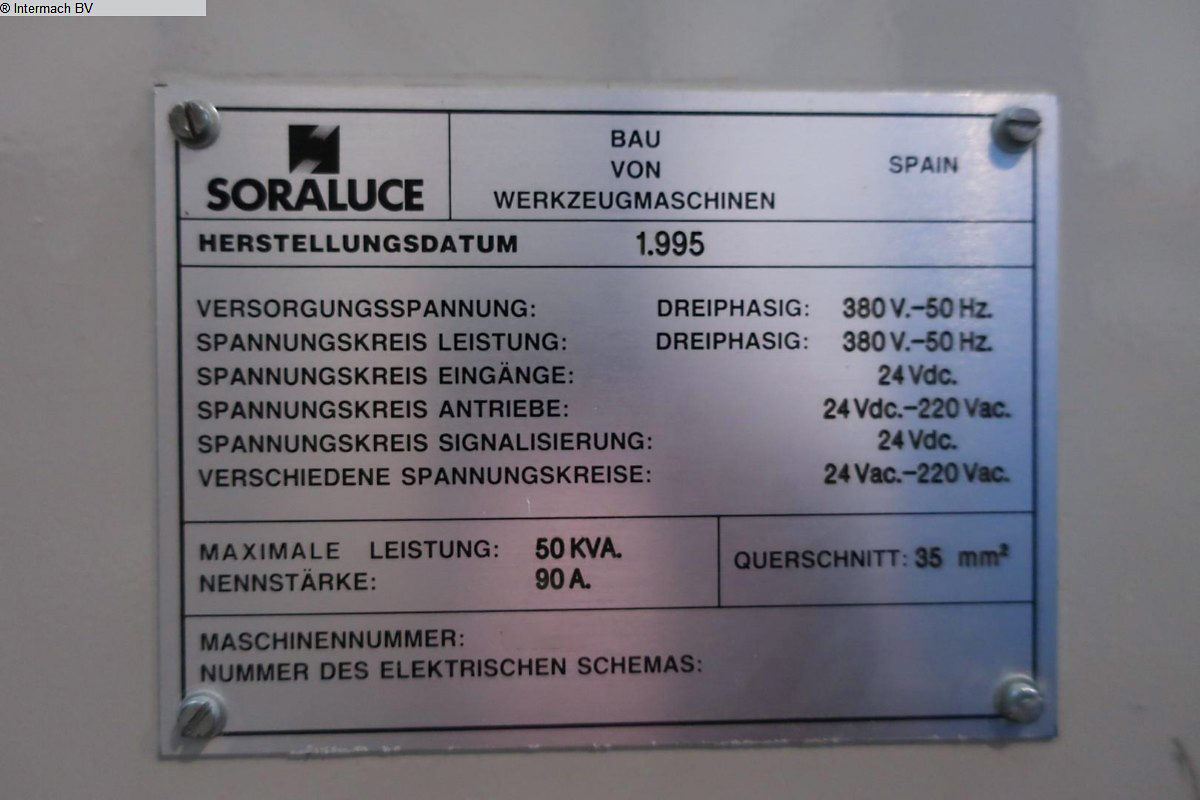 ® Intermach BV
SORALUCE
BAU
VON
WERKZEUGMASCHINEN
SPAIN
HERSTELLUNGSDATUM 1.995
VERSORGUNGSSPANNUNG: DREIPHASIG: 380 V.-50 Hz.
SPANNUNGSKREIS LEISTUNG: DREIPHASIG: 380 V.-50 Hz.
SPANNUNGSKREIS EINGÄNGE: 24 Vdc.
SPANNUNGSKREIS ANTRIEBE: 24 Vdc.-220 Vac.
SPANNUNGSKREIS SIGNALISIERUNG: 24 Vdc.
VERSCHIEDENE SPANNUNGSKREISE: 24 Vac.-220 Vac.
MAXIMALE LEISTUNG: 50 KVA.
NENNSTÄRKE: 90 A.
QUERSCHNITT: 35 mm²
MASCHINENNUMMER:
NUMMER DES ELEKTRISCHEN SCHEMAS: